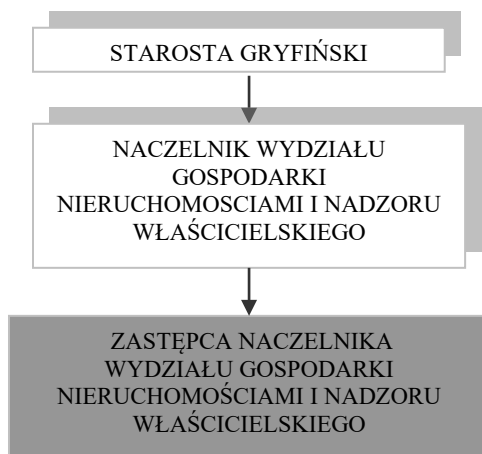 STAROSTA GRYFIŃSKI
NACZELNIK WYDZIAŁU
GOSPODARKI
NIERUCHOMOSCIAMI I NADZORU
WŁAŚCICIELSKIEGO
ZASTĘPCA NACZELNIKA
WYDZIAŁU GOSPODARKI
NIERUCHOMOŚCIAMI I NADZORU
WŁAŚCICIELSKIEGO